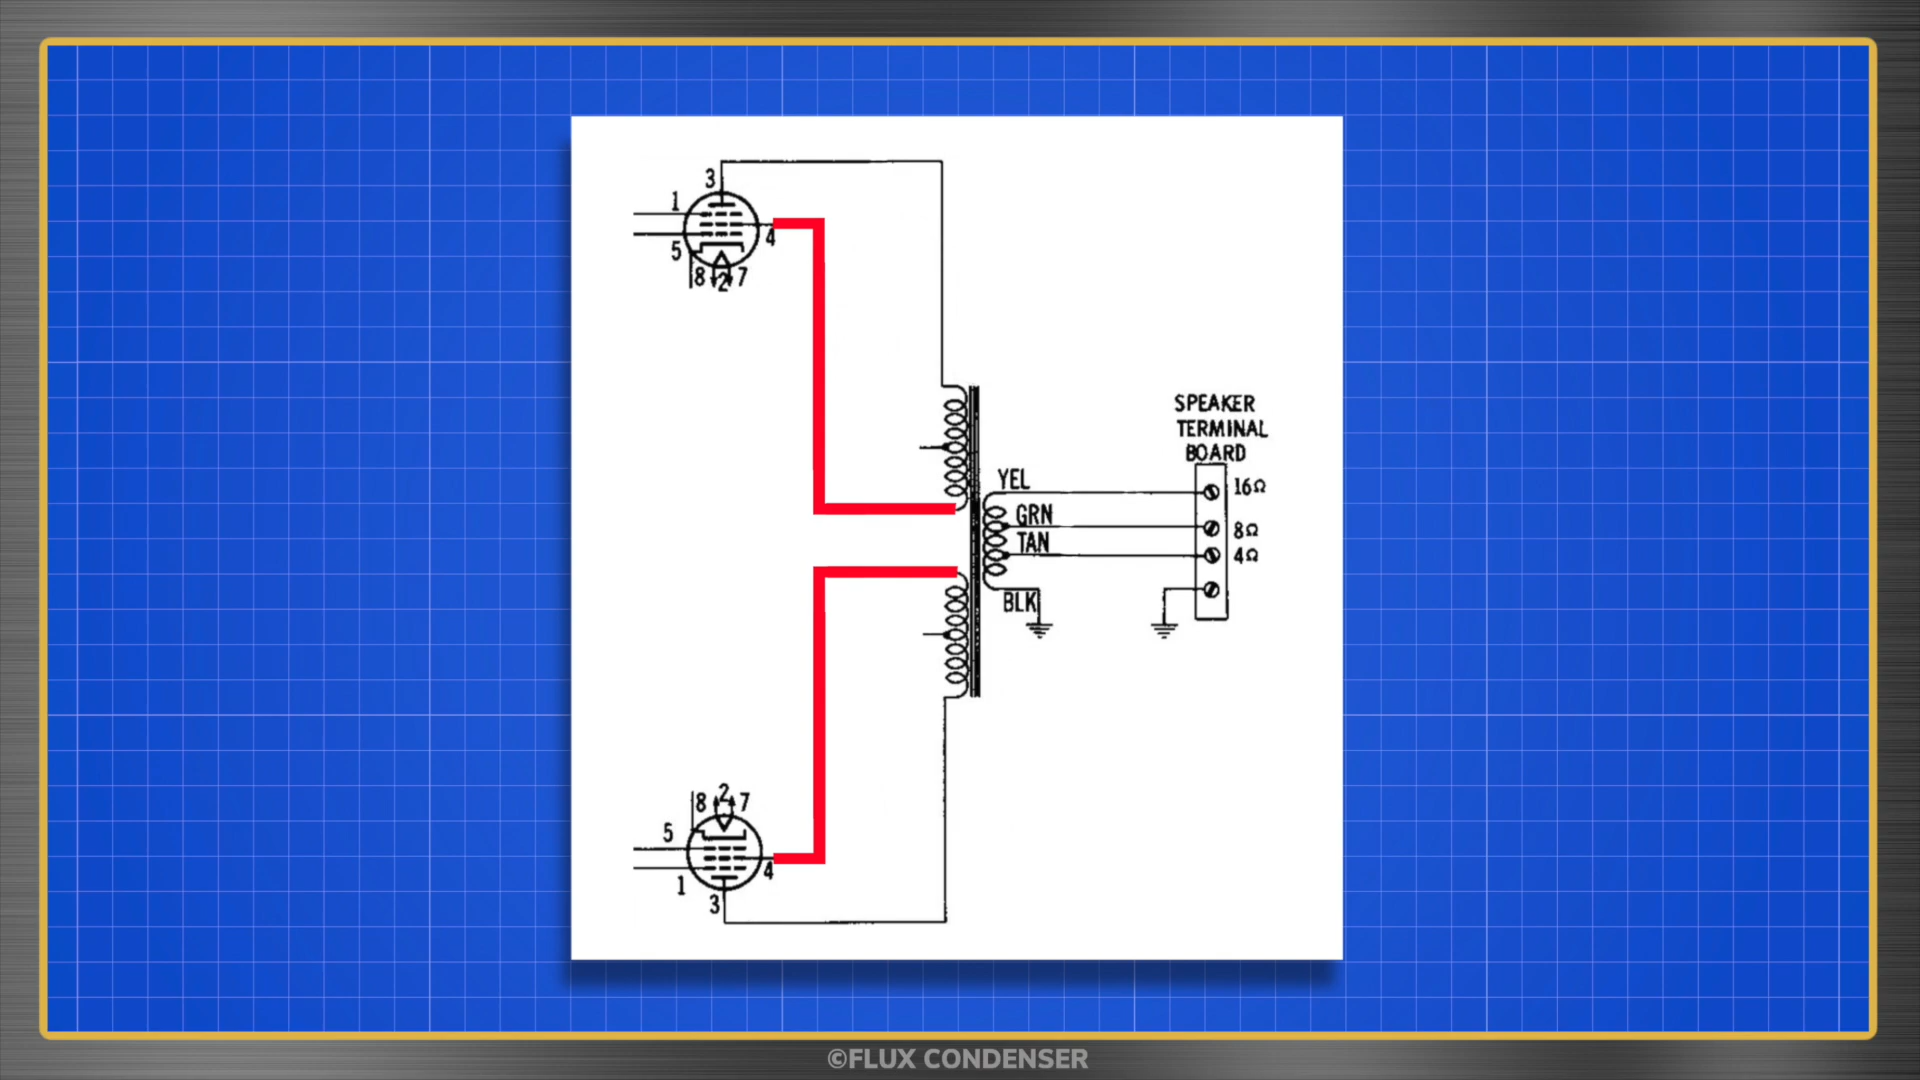 3
1
5
4
8 2 7
SPEAKER
TERMINAL
BOARD
YEL
16Ω
GRN
8Ω
TAN
4Ω
BLK
8 2 7
5
4
1
3
©FLUX CONDENSER